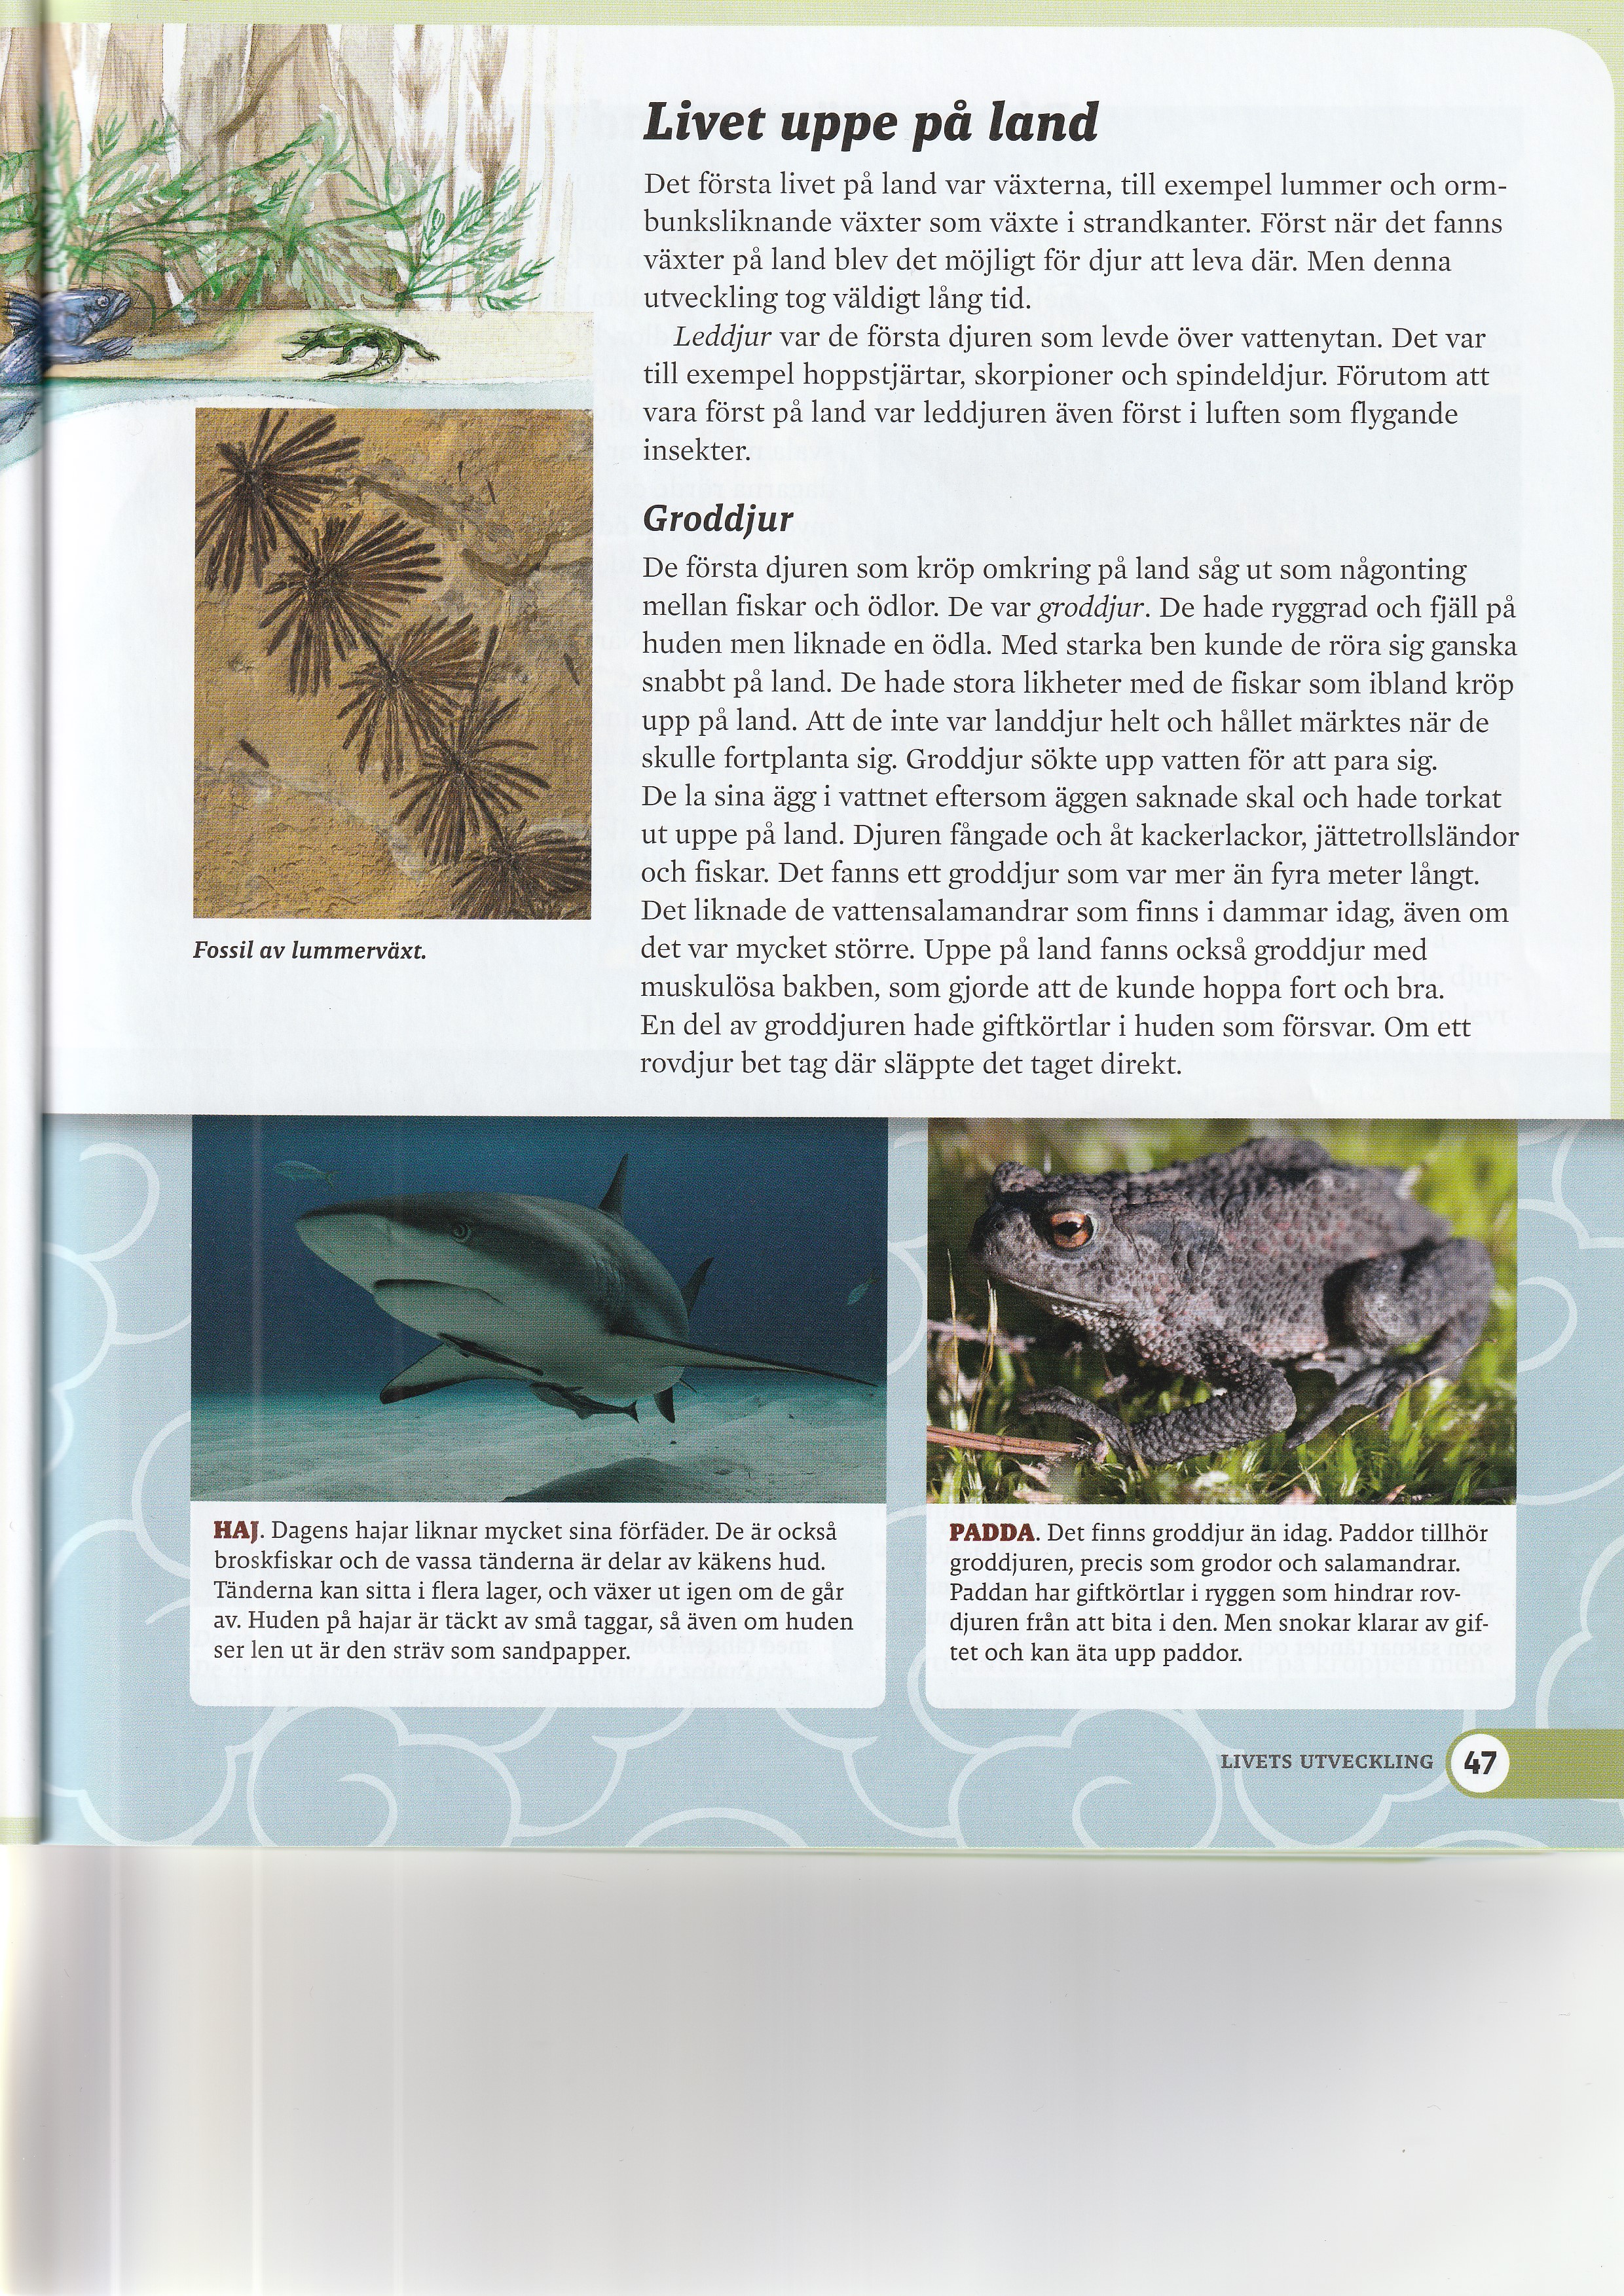 Livet uppe på land
Det första livet på land var växterna, till exempel lummer och orm-
bunksliknande växter som växte i strandkanter. Först när det fanns
växter på land blev det möjligt för djur att leva där. Men denna
utveckling tog väldigt lång tid.
Leddjur var de första djuren som levde över vattenytan. Det var
till exempel hoppstjärtar, skorpioner och spindeldjur. Förutom att
vara först på land var leddjuren även först i luften som flygande
insekter.
Groddjur
De första djuren som kröp omkring på land såg ut som någonting
mellan fiskar och ödlor. De var groddjur. De hade ryggrad och fjäll på
huden men liknade en ödla. Med starka ben kunde de röra sig ganska
snabbt på land. De hade stora likheter med de fiskar som ibland kröp
upp på land. Att de inte var landdjur helt och hållet märktes när de
skulle fortplanta sig. Groddjur sökte upp vatten för att para sig.
De la sina ägg i vattnet eftersom äggen saknade skal och hade torkat
ut uppe på land. Djuren fångade och åt kackerlackor, jättetrollsländor
och fiskar. Det fanns ett groddjur som var mer än fyra meter långt.
Det liknade de vattensalamandrar som finns i dammar idag, även om
det var mycket större. Uppe på land fanns också groddjur med
muskulösa bakben, som gjorde att de kunde hoppa fort och bra.
En del av groddjuren hade giftkörtlar i huden som försvar. Om ett
rovdjur bet tag där släppte det taget direkt.
Fossil av lummerväxt.
HAJ. Dagens hajar liknar mycket sina förfäder. De är också
broskfiskar och de vassa tänderna är delar av käkens hud.
Tänderna kan sitta i flera lager, och växer ut igen om de går
av. Huden på hajar är täckt av små taggar, så även om huden
ser len ut är den sträv som sandpapper.
PADDA. Det finns groddjur än idag. Paddor tillhör
groddjuren, precis som grodor och salamandrar.
Paddan har giftkörtlar i ryggen som hindrar rov-
djuren från att bita i den. Men snokar klarar av gif-
tet och kan äta upp paddor.
LIVETS UTVECKLING 47